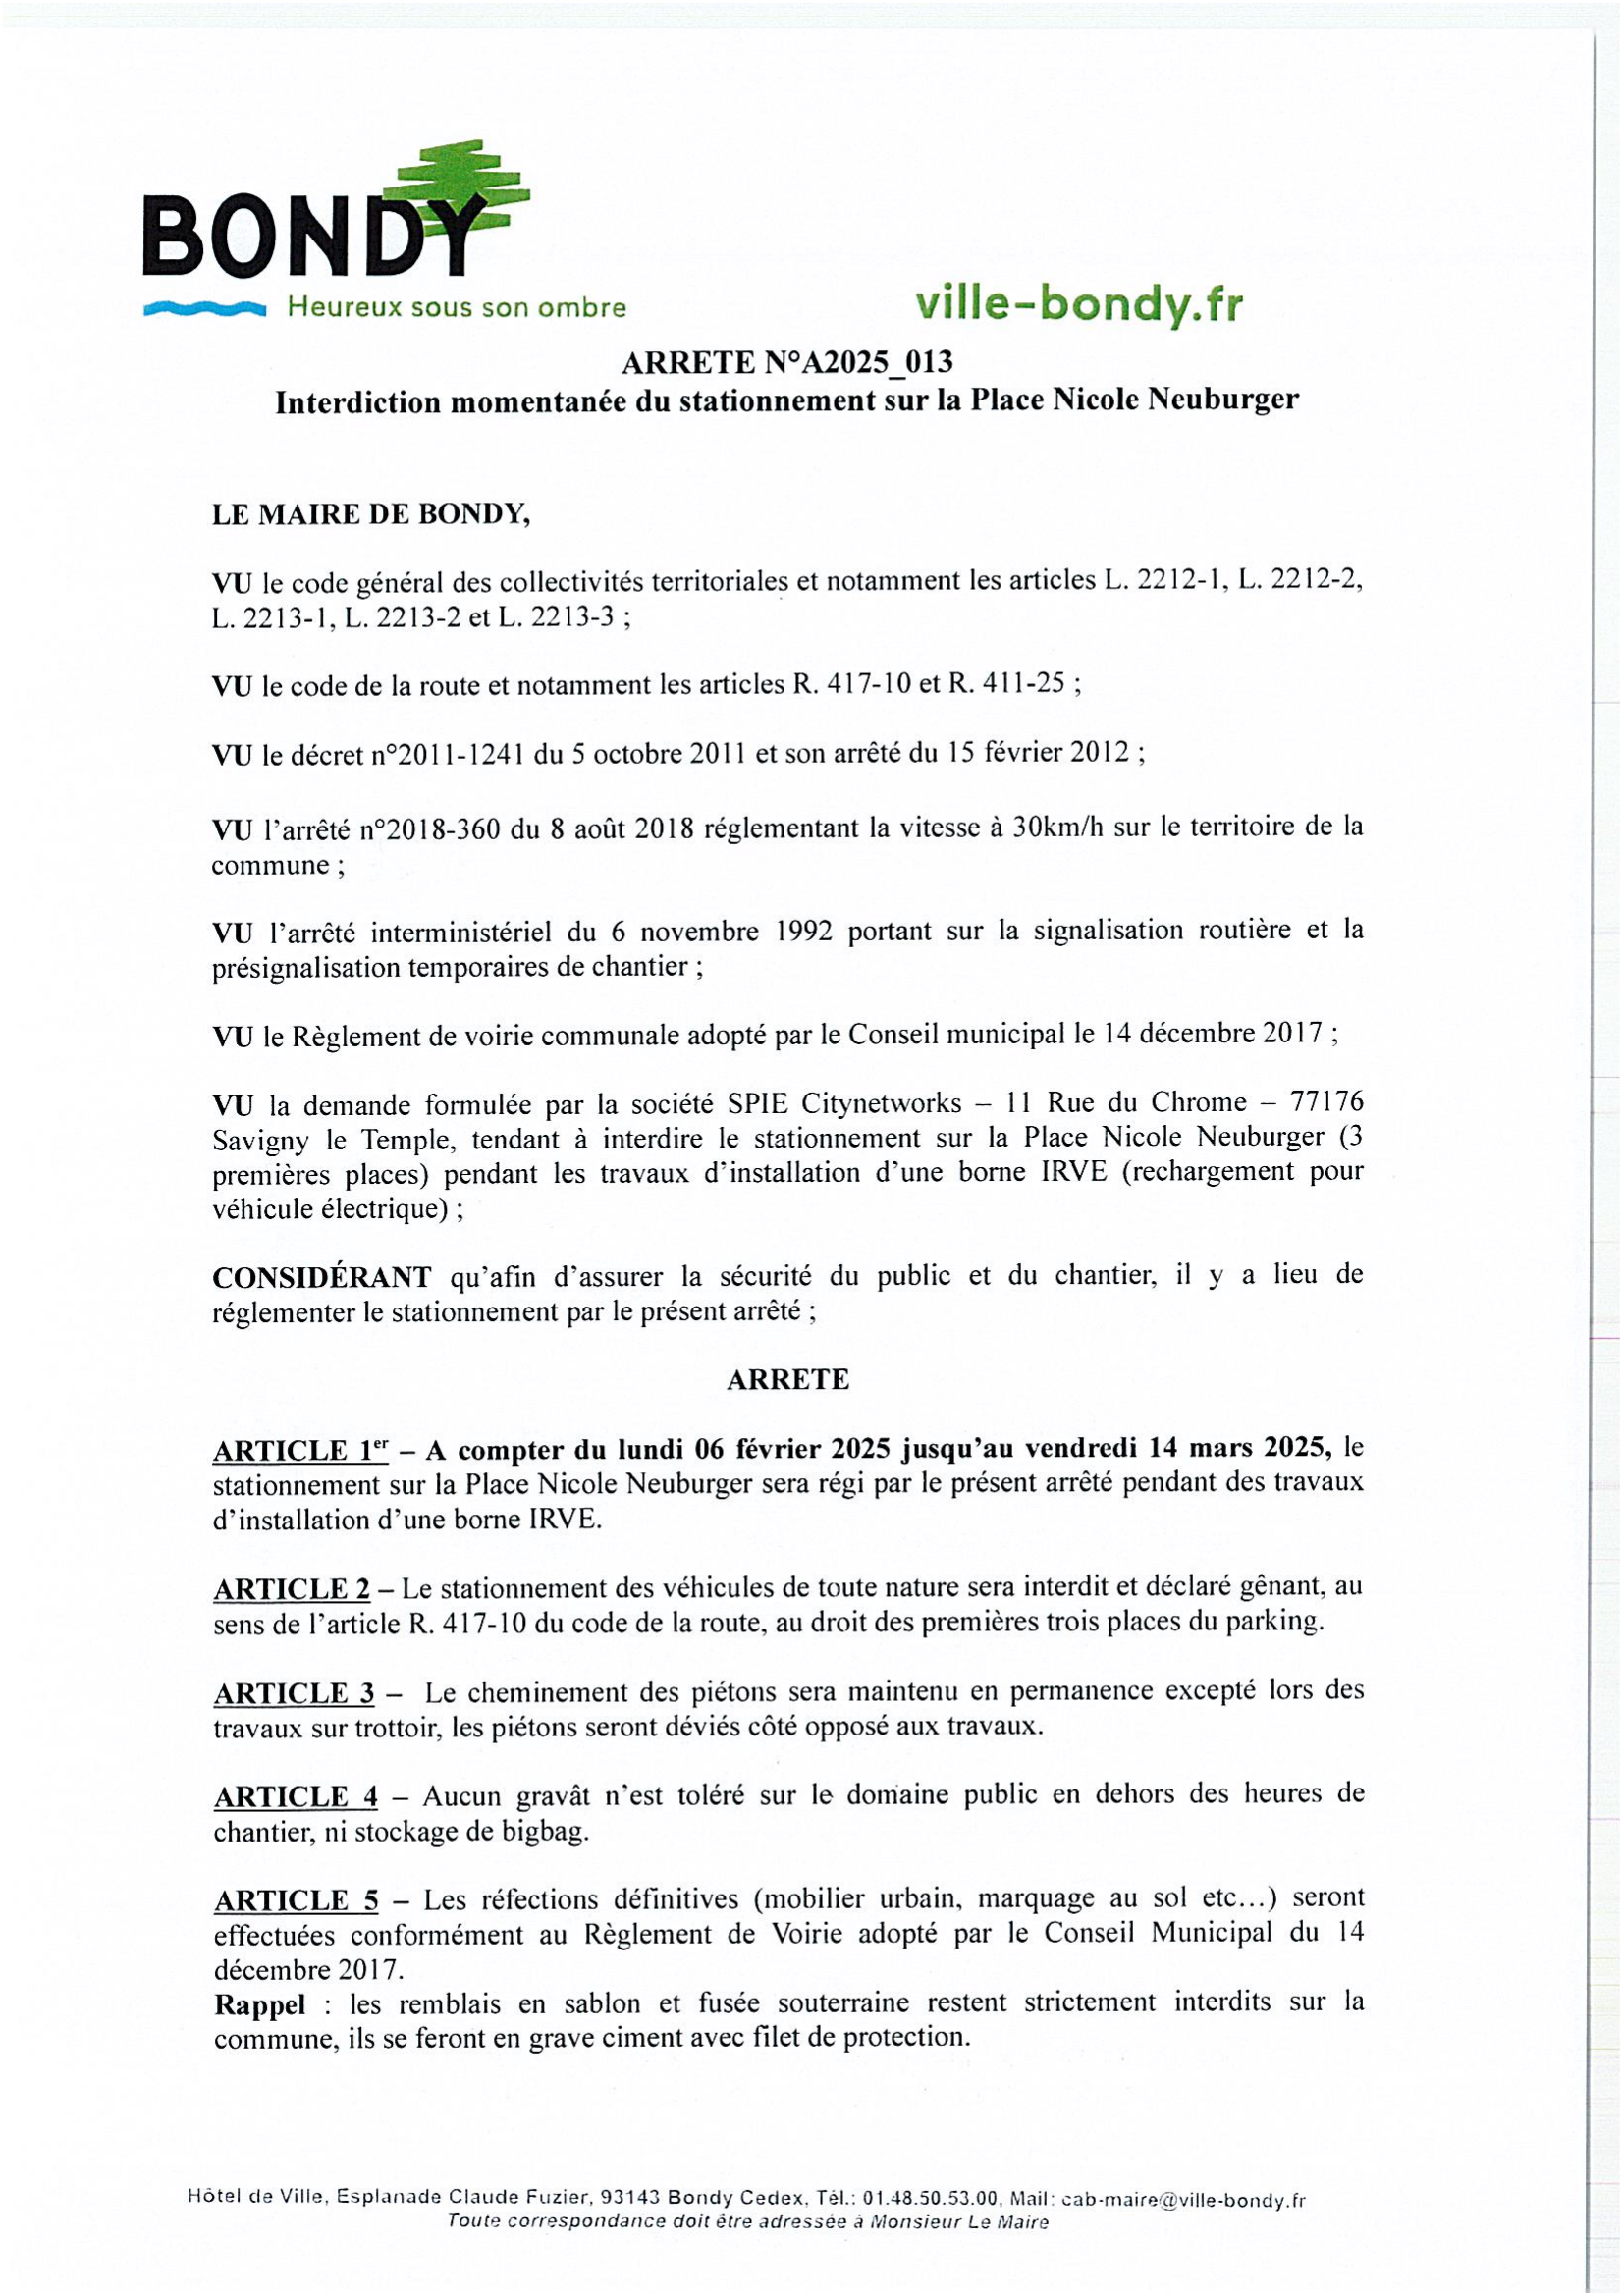 BONDY
Heureux sous son ombre
ville-bondy.fr
ARRETE N°A2025_013
Interdiction momentanée du stationnement sur la Place Nicole Neuburger
LE MAIRE DE BONDY,
VU le code général des collectivités territoriales et notamment les articles L. 2212-1, L. 2212-2,
L. 2213-1, L. 2213-2 et L. 2213-3 ;
VU le code de la route et notamment les articles R. 417-10 et R. 411-25 ;
VU le décret n°2011-1241 du 5 octobre 2011 et son arrêté du 15 février 2012 ;
VU l'arrêté n°2018-360 du 8 août 2018 réglementant la vitesse à 30km/h sur le territoire de la
commune ;
VU l'arrêté interministériel du 6 novembre 1992 portant sur la signalisation routière et la
présignalisation temporaires de chantier ;
VU le Règlement de voirie communale adopté par le Conseil municipal le 14 décembre 2017 ;
VU la demande formulée par la société SPIE Citynetworks – 11 Rue du Chrome – 77176
Savigny le Temple, tendant à interdire le stationnement sur la Place Nicole Neuburger (3
premières places) pendant les travaux d'installation d'une borne IRVE (rechargement pour
véhicule électrique) ;
CONSIDÉRANT qu'afin d'assurer la sécurité du public et du chantier, il y a lieu de
réglementer le stationnement par le présent arrêté ;
ARRETE
ARTICLE 1er – A compter du lundi 06 février 2025 jusqu'au vendredi 14 mars 2025, le
stationnement sur la Place Nicole Neuburger sera régi par le présent arrêté pendant des travaux
d'installation d'une borne IRVE.
ARTICLE 2 – Le stationnement des véhicules de toute nature sera interdit et déclaré gênant, au
sens de l'article R. 417-10 du code de la route, au droit des premières trois places du parking.
ARTICLE 3 – Le cheminement des piétons sera maintenu en permanence excepté lors des
travaux sur trottoir, les piétons seront déviés côté opposé aux travaux.
ARTICLE 4 – Aucun gravât n'est toléré sur le domaine public en dehors des heures de
chantier, ni stockage de bigbag.
ARTICLE 5 – Les réfections définitives (mobilier urbain, marquage au sol etc…) seront
effectuées conformément au Règlement de Voirie adopté par le Conseil Municipal du 14
décembre 2017.
Rappel : les remblais en sablon et fusée souterraine restent strictement interdits sur la
commune, ils se feront en grave ciment avec filet de protection.
Hôtel de Ville, Esplanade Claude Fuzier, 93143 Bondy Cedex, Tél.: 01.48.50.53.00, Mail: cab-maire@ville-bondy.fr
Toute correspondance doit être adressée à Monsieur Le Maire